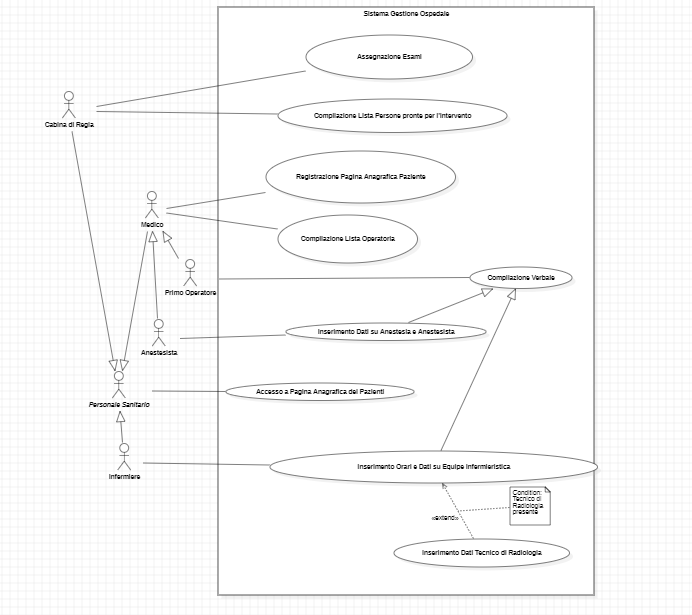 Sistema Gestione Ospedale
Assegnazione Esami
Cabina di Regia
Compilazione Lista Persone pronte per l'Intervento
Registrazione Pagina Anagrafica Paziente
Medico
Compilazione Lista Operatoria
Primo Operatore
Compilazione Verbale
Inserimento Dati su Anestesia e Anestesista
Anestesista
Accesso a Pagina Anagrafica dei Pazienti
Personale Sanitario
Inserimento Orari e Dati su Equipe Infermieristica
Infermiere
Condition:
Tecnico di
Radiologia
presente
«extend»
Inserimento Dati Tecnico di Radiologia